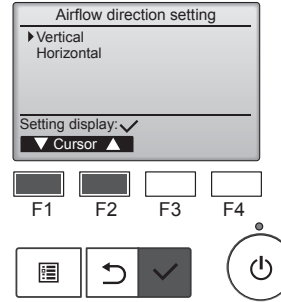 Airflow direction setting
Vertical
Horizontal
Setting display:✓
▼ Cursor ▲
F1 F2 F3 F4